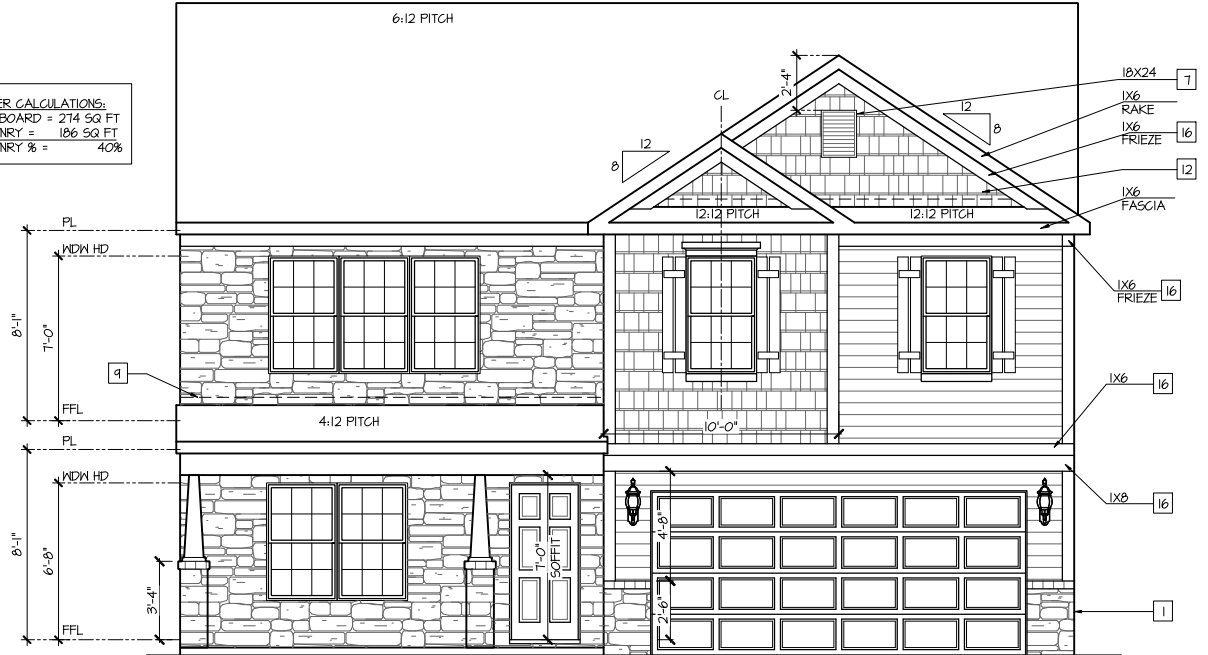 6:12 PITCH
ER CALCULATIONS:
BOARD = 274 SQ FT
NRY = 186 SQ FT
NRY % = 40%
2'-4"
CL
18X24
7
1X6
RAKE
1X6
FRIEZE
16
12
1X6
FASCIA
12
8
12
8
12:12 PITCH
12:12 PITCH
PL
WDW HD
8'-1"
7'-0"
9
FFL
4:12 PITCH
10'-0"
1X6
FRIEZE
16
1X6
16
PL
WDW HD
1X8
16
8'-1"
6'-8"
3'-4"
7'-0"
SOFFIT
4'-8"
2'-6"
1
FFL